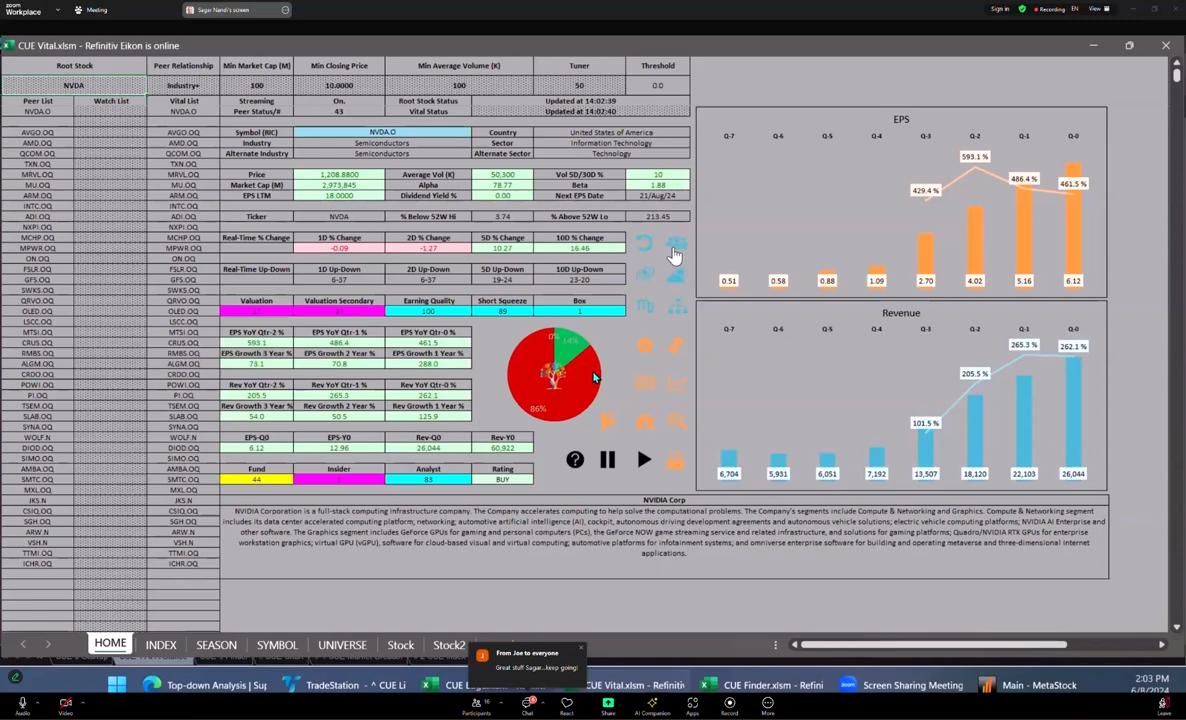 zoom
Workplace
Meeting
Sagar Nandi's screen
Sign in
Recording
EN
View
CUE Vital.xlsm - Refinitiv Eikon is online
Root Stock Peer Relationship Min Market Cap (M) Min Closing Price Min Average Volume (K) Tuner Threshold
NVDA Industry+ 100 10.0000 100 50 0.0
Peer List Watch List Vital List Streaming On. Root Stock Status Updated at 14:02:39
NVDA.O NVDA.O Peer Status/# 43 Vital Status Updated at 14:02:40
AVGO.OQ AVGO.OQ Symbol (RIC) NVDA.O Country United States of America
AMD.OQ AMD.OQ Industry Semiconductors Sector Information Technology
QCOM.OQ QCOM.OQ Alternate Industry Semiconductors Alternate Sector Technology
TXN.OQ TXN.OQ
MRVL.OQ MRVL.OQ Price 1,208.8800 Average Vol (K) 50,300 Vol 5D/30D % 10
MU.OQ MU.OQ Market Cap (M) 2,973,845 Alpha 78.77 Beta 1.88
ARM.OQ ARM.OQ EPS LTM 18.0000 Dividend Yield % 0.00 Next EPS Date 21/Aug/24
INTC.OQ INTC.OQ
ADI.OQ ADI.OQ Ticker NVDA % Below 52W Hi 3.74 % Above 52W Lo 213.45
NXPI.OQ NXPI.OQ
MCHP.OQ MCHP.OQ Real-Time % Change 1D % Change 2D % Change 5D % Change 10D % Change
MPWR.OQ MPWR.OQ -0.09 -1.27 10.27 16.46
ON.OQ ON.OQ
FSLR.OQ FSLR.OQ Real-Time Up-Down 1D Up-Down 2D Up-Down 5D Up-Down 10D Up-Down
GFS.OQ GFS.OQ 6-37 6-37 19-24 23-20
SWKS.OQ SWKS.OQ
QRVO.OQ QRVO.OQ Valuation Valuation Secondary Earning Quality Short Squeeze Box
OLED.OQ OLED.OQ 100 89 1
LSCC.OQ LSCC.OQ
MTSI.OQ MTSI.OQ EPS YoY Qtr-2 % EPS YoY Qtr-1 % EPS YoY Qtr-0 %
CRUS.OQ CRUS.OQ 593.1 486.4 461.5
RMBS.OQ RMBS.OQ EPS Growth 3 Year % EPS Growth 2 Year % EPS Growth 1 Year %
ALGM.OQ ALGM.OQ 73.1 70.8 288.0
CRDO.OQ CRDO.OQ
POWI.OQ POWI.OQ Rev YoY Qtr-2 % Rev YoY Qtr-1 % Rev YoY Qtr-0 %
PI.OQ PI.OQ 205.5 265.3 262.1
TSEM.OQ TSEM.OQ Rev Growth 3 Year % Rev Growth 2 Year % Rev Growth 1 Year %
SLAB.OQ SLAB.OQ 54.0 50.5 125.9
SYNA.OQ SYNA.OQ
WOLF.N WOLF.N EPS-Q0 EPS-Y0 Rev-Q0 Rev-Y0
DIOD.OQ DIOD.OQ 6.12 12.96 26,044 60,922
SIMO.OQ SIMO.OQ
AMBA.OQ AMBA.OQ Fund Insider Analyst Rating
SMTC.OQ SMTC.OQ 44 83 BUY
MXL.OQ MXL.OQ
JKS.N JKS.N
CSIQ.OQ CSIQ.OQ
SGH.OQ SGH.OQ
ARW.N ARW.N
VSH.N VSH.N
TTMI.OQ TTMI.OQ
ICHR.OQ ICHR.OQ
0% 14%
86%
EPS
Q-7 Q-6 Q-5 Q-4 Q-3 Q-2 Q-1 Q-0
429.4 % 593.1 % 486.4 % 461.5 %
0.51 0.58 0.88 1.09 2.70 4.02 5.16 6.12
Revenue
Q-7 Q-6 Q-5 Q-4 Q-3 Q-2 Q-1 Q-0
101.5 % 205.5 % 265.3 % 262.1 %
6,704 5,931 6,051 7,192 13,507 18,120 22,103 26,044
NVIDIA Corp
NVIDIA Corporation is a full-stack computing infrastructure company. The Company accelerates computing to help solve the computational problems. The Company's segments include Compute & Networking and Graphics. Compute & Networking segment
includes its data center accelerated computing platform; networking; automotive artificial intelligence (AI), cockpit, autonomous driving development agreements and autonomous vehicle solutions; electric vehicle computing platforms; NVIDIA AI Enterprise and
other software. The Graphics segment includes GeForce GPUs for gaming and personal computers (PCs), the GeForce NOW game streaming service and related infrastructure, and solutions for gaming platforms; Quadro/NVIDIA RTX GPUs for enterprise
workstation graphics; virtual GPU (vGPU), software for cloud-based visual and virtual computing; automotive platforms for infotainment systems; and omniverse enterprise software for building and operating metaverse and three-dimensional internet
applications.
HOME INDEX SEASON SYMBOL UNIVERSE Stock Stock2
From Joe to everyone
Great stuff Sagar...keep going!
Top-down Analysis | Sup TradeStation - ^ CUE Li CUE CUE Vital.xlsm - Refinitiv CUE Finder.xlsm - Refini Screen Sharing Meeting Main - MetaStock 2:03 PM
6/8/2024
Audio Video Participants 16 Chat React Share AI Companion Record Apps More Leave